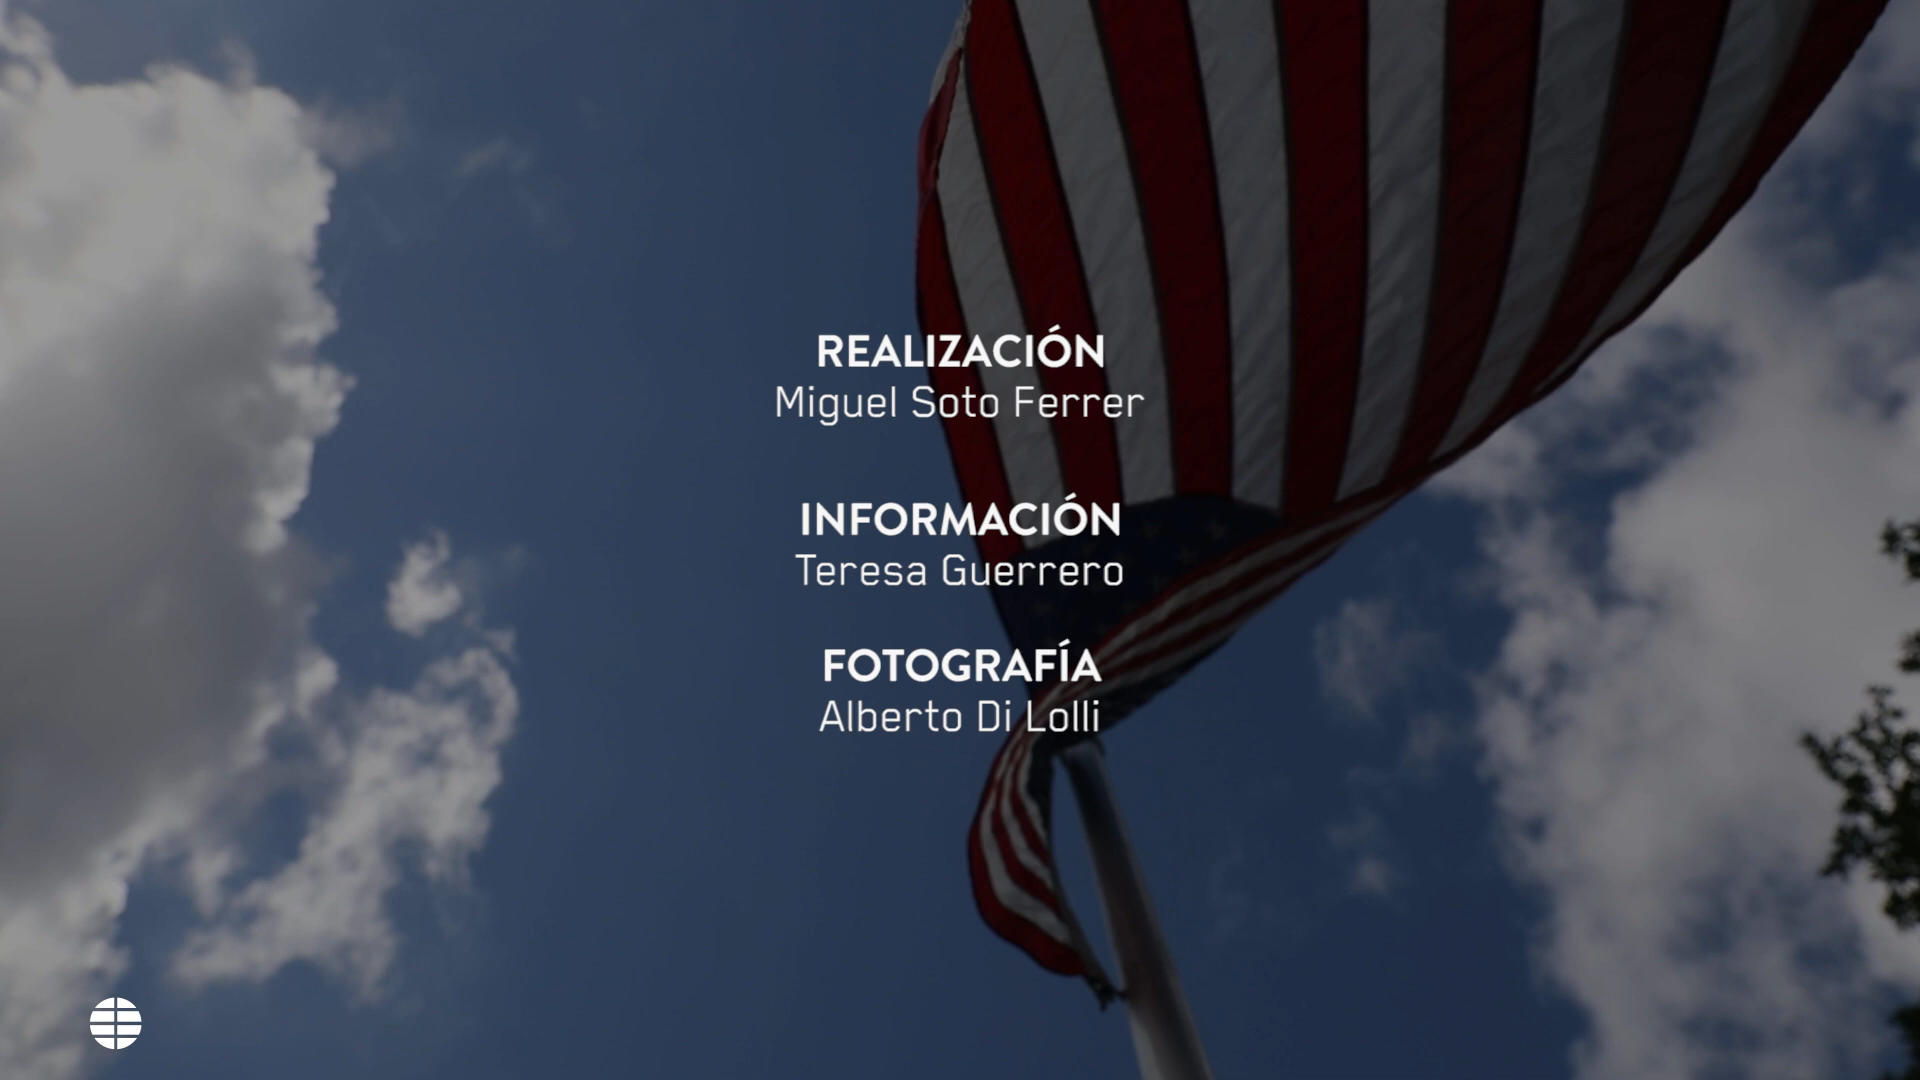 REALIZACIÓN
Miguel Soto Ferrer
INFORMACIÓN
Teresa Guerrero
FOTOGRAFÍA
Alberto Di Lolli